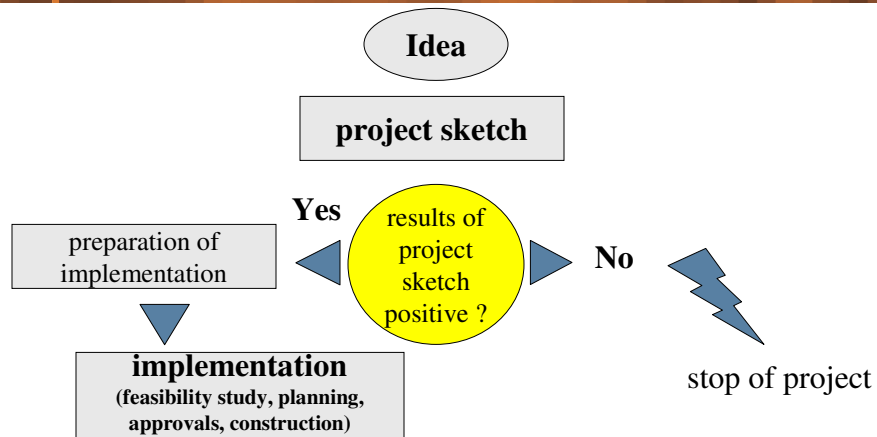 Idea
project sketch
Yes
results of
project
sketch
positive ?
No
preparation of
implementation
implementation
(feasibility study, planning,
approvals, construction)
stop of project